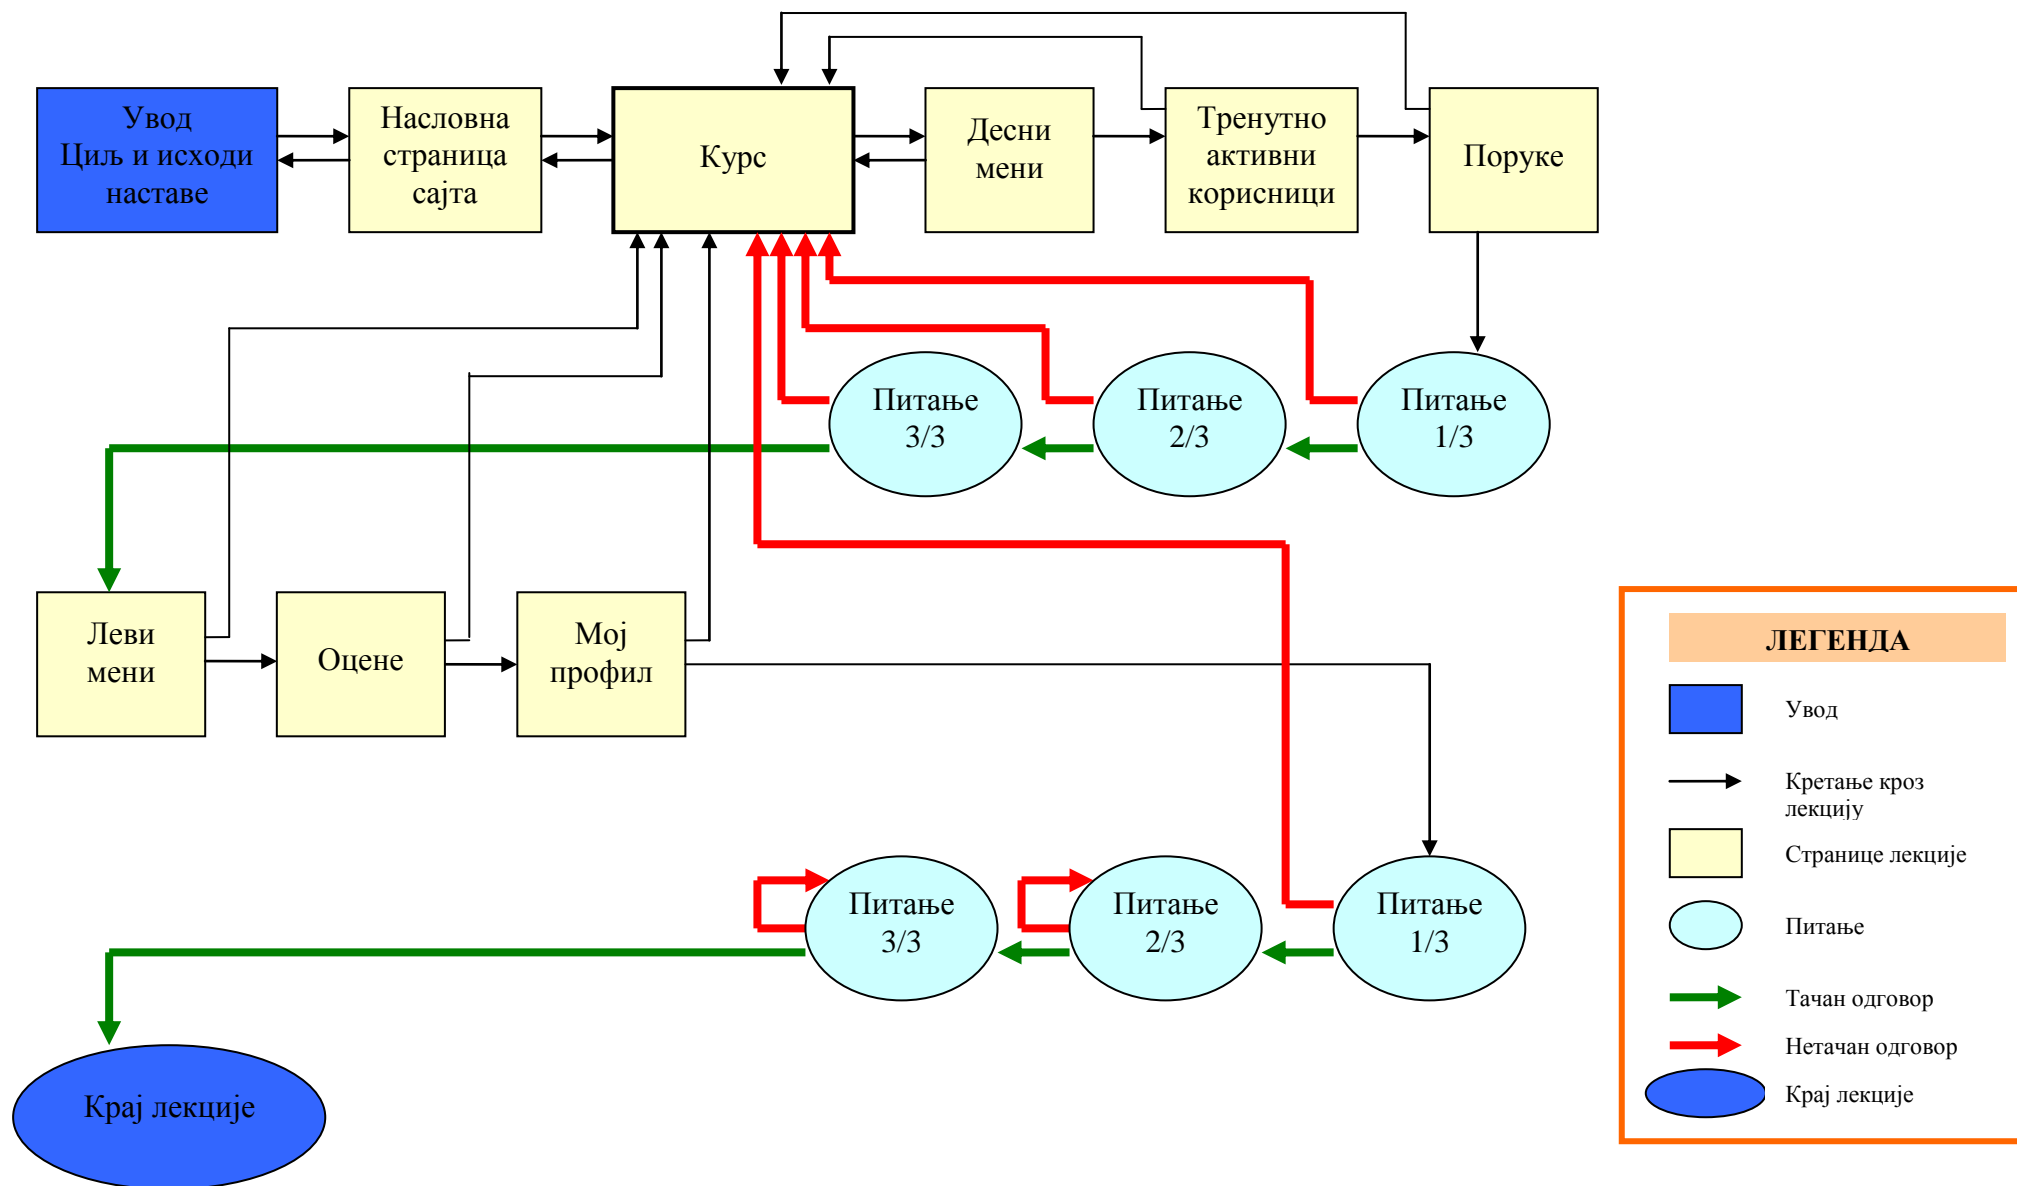 Увод
Циљ и исходи
наставе
Насловна
страница
сајта
Курс
Десни
мени
Тренутно
активни
корисници
Поруке
Питање
3/3
Питање
2/3
Питање
1/3
Леви
мени
Оцене
Мој
профил
Питање
3/3
Питање
2/3
Питање
1/3
Крај лекције
ЛЕГЕНДА
Увод
Кретање кроз
лекцију
Странице лекције
Питање
Тачан одговор
Нетачан одговор
Крај лекције